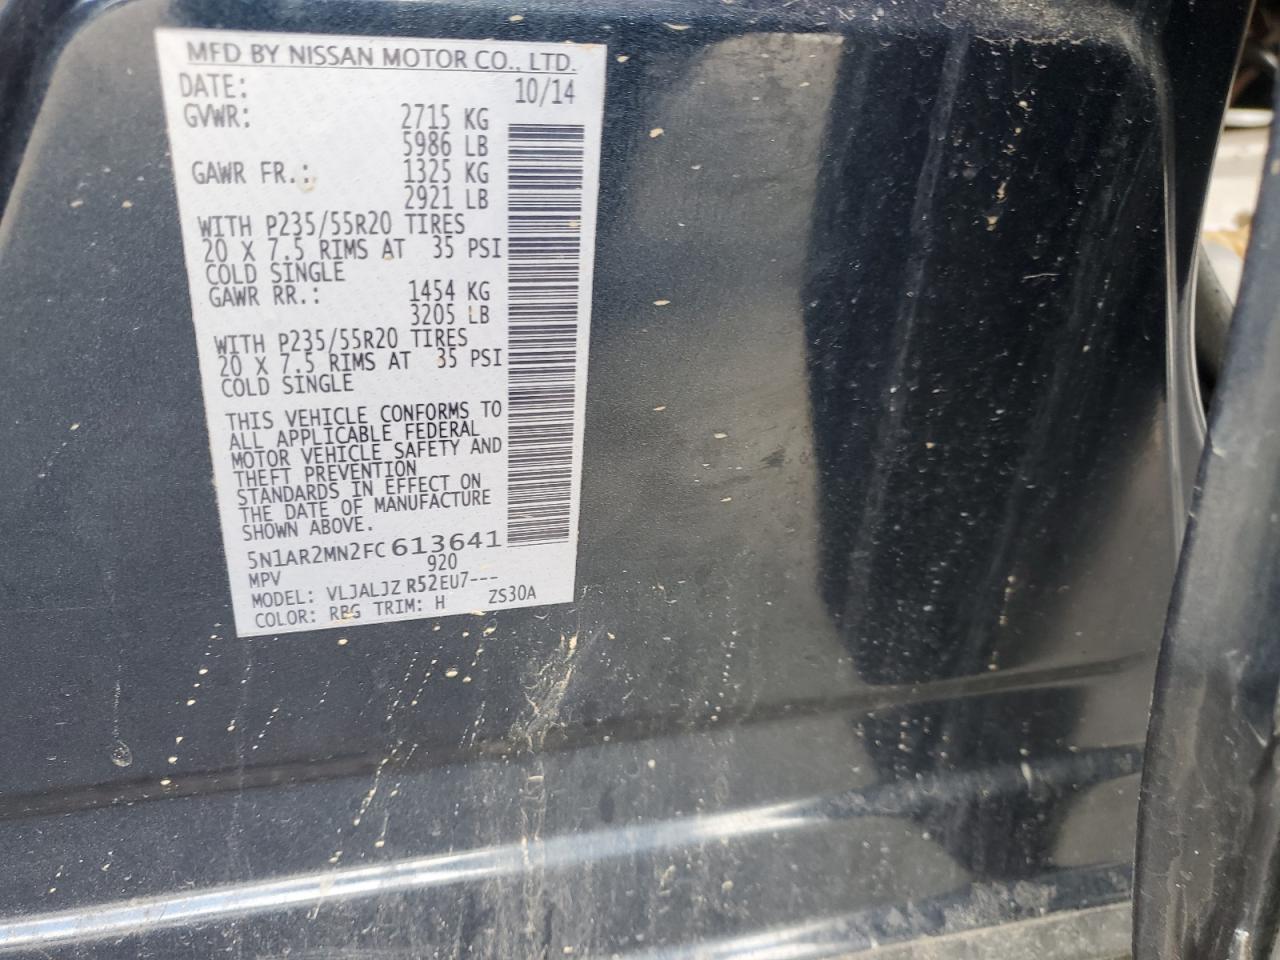 MFD BY NISSAN MOTOR CO., LTD.
DATE: 10/14
GVWR: 2715 KG
5986 LB
GAWR FR.: 1325 KG
2921 LB
WITH P235/55R20 TIRES
20 X 7.5 RIMS AT 35 PSI
COLD SINGLE
GAWR RR.: 1454 KG
3205 LB
WITH P235/55R20 TIRES
20 X 7.5 RIMS AT 35 PSI
COLD SINGLE
THIS VEHICLE CONFORMS TO
ALL APPLICABLE FEDERAL
MOTOR VEHICLE SAFETY AND
THEFT PREVENTION
STANDARDS IN EFFECT ON
THE DATE OF MANUFACTURE
SHOWN ABOVE.
5N1AR2MN2FC613641
MPV 920
MODEL: VLJALJZ R52EU7---
COLOR: RBG TRIM: H ZS30A